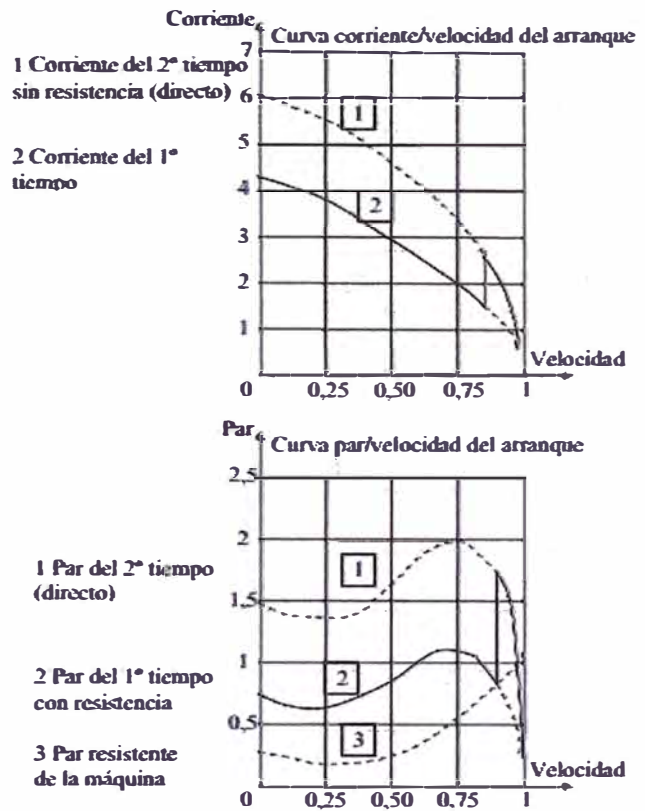 Corriente
Curva corriente/velocidad del arranque
7
1 Corriente del 2º tiempo
sin resistencia (directo)
6
1
5
2 Corriente del 1º
tiempo
4
2
3
2
1
Velocidad
0
0,25
0,50
0,75
1
Par
Curva par/velocidad del arranque
2,5
2
1 Par del 2º tiempo
(directo)
1
1,5
2 Par del 1º tiempo
con resistencia
1
2
0,5
3
3 Par resistente
de la máquina
Velocidad
0
0,25
0,50
0,75
1